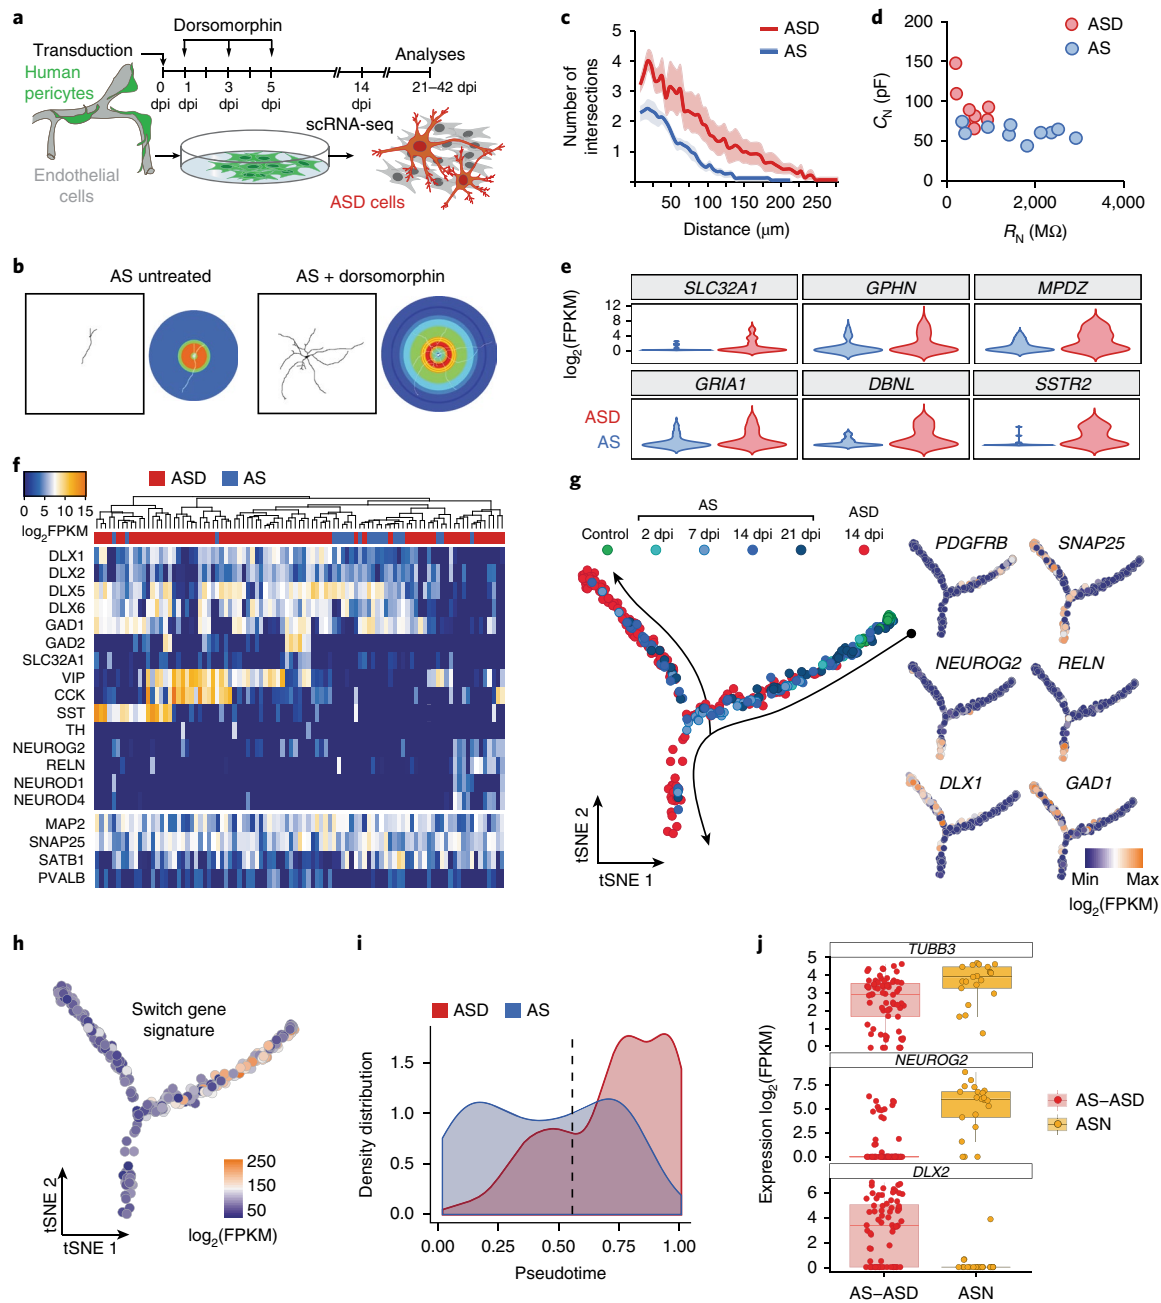 a
Dorsomorphin
Transduction
Analyses
Human pericytes
0 dpi
1 dpi
3 dpi
5 dpi
14 dpi
21–42 dpi
scRNA-seq
Endothelial cells
ASD cells
b
AS untreated
AS + dorsomorphin
c
ASD
AS
Number of intersections
5
4
3
2
1
50 100 150 200 250
Distance (μm)
d
ASD
AS
C_N (pF)
200
150
100
50
0
0 2,000 4,000
R_N (MΩ)
e
SLC32A1 GPHN MPDZ
log2(FPKM)
12
8
4
0
GRIA1 DBNL SSTR2
ASD
AS
f
ASD AS
0 5 10 15
log2FPKM
DLX1
DLX2
DLX5
DLX6
GAD1
GAD2
SLC32A1
VIP
CCK
SST
TH
NEUROG2
RELN
NEUROD1
NEUROD4
MAP2
SNAP25
SATB1
PVALB
g
AS ASD
Control 2 dpi 7 dpi 14 dpi 21 dpi 14 dpi
tSNE 2
tSNE 1
PDGFRB SNAP25
NEUROG2 RELN
DLX1 GAD1
Min Max
log2(FPKM)
h
Switch gene signature
250
150
50
log2(FPKM)
tSNE 2
tSNE 1
i
ASD AS
Density distribution
1.5
1.0
0.5
0.0
0.00 0.25 0.50 0.75 1.00
Pseudotime
j
Expression log2(FPKM)
TUBB3
5
4
3
2
1
0
NEUROG2
7.5
5.0
2.5
0.0
DLX2
6
4
2
0
AS–ASD ASN
AS–ASD
ASN